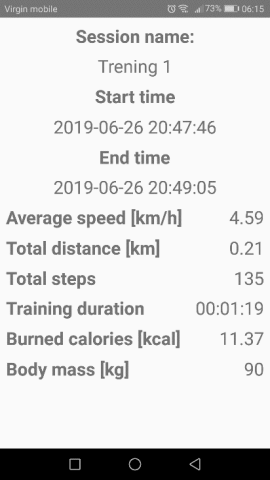 Virgin mobile 73% 06:15
Session name:
Trening 1
Start time
2019-06-26 20:47:46
End time
2019-06-26 20:49:05
Average speed [km/h] 4.59
Total distance [km] 0.21
Total steps 135
Training duration 00:01:19
Burned calories [kcal] 11.37
Body mass [kg] 90